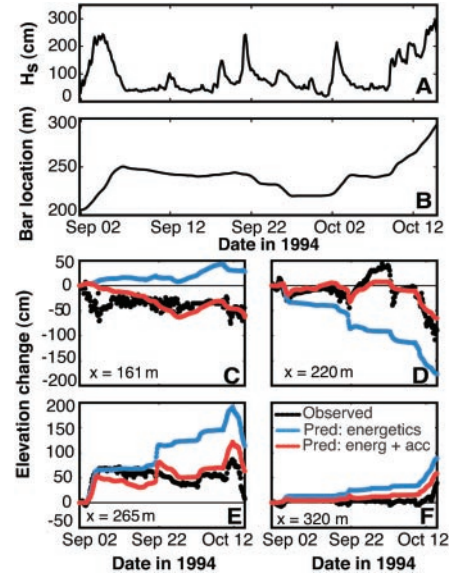 H_s (cm)
300
200
100
0
A
Bar location (m)
300
250
200
B
Sep 02 Sep 12 Sep 22 Oct 02 Oct 12
Date in 1994
Elevation change (cm)
50
0
-50
-100
-150
-200
x = 161 m
C
50
0
-50
-100
-150
-200
x = 220 m
D
200
150
100
50
0
-50
x = 265 m
E
Observed
Pred: energetics
Pred: energ + acc
x = 320 m
F
Sep 02 Sep 22 Oct 12
Date in 1994
Sep 02 Sep 22 Oct 12
Date in 1994